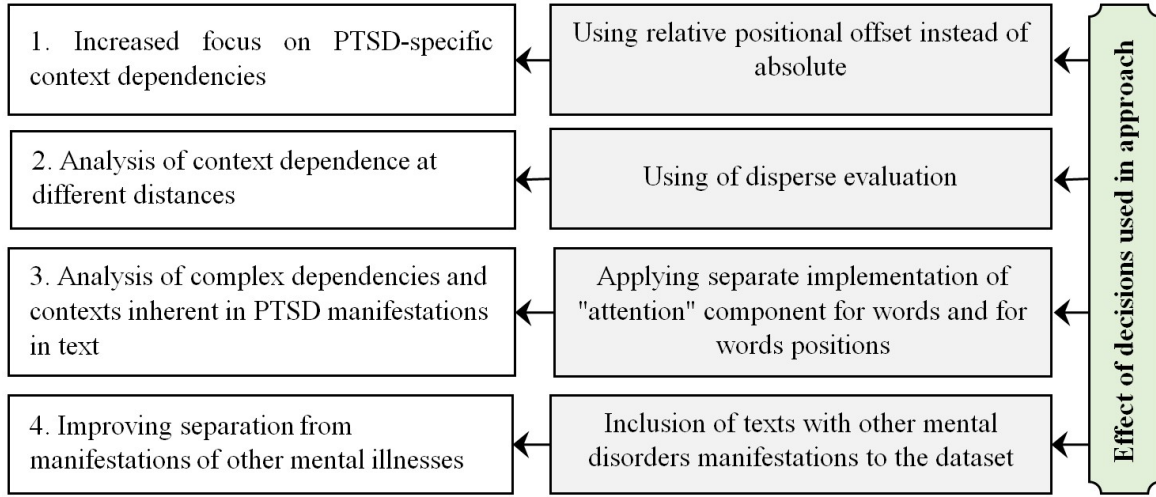 1. Increased focus on PTSD-specific
context dependencies
Using relative positional offset instead of
absolute
2. Analysis of context dependence at
different distances
Using of disperse evaluation
3. Analysis of complex dependencies and
contexts inherent in PTSD manifestations
in text
Applying separate implementation of
"attention" component for words and for
words positions
4. Improving separation from
manifestations of other mental illnesses
Inclusion of texts with other mental
disorders manifestations to the dataset
Effect of decisions used in approach